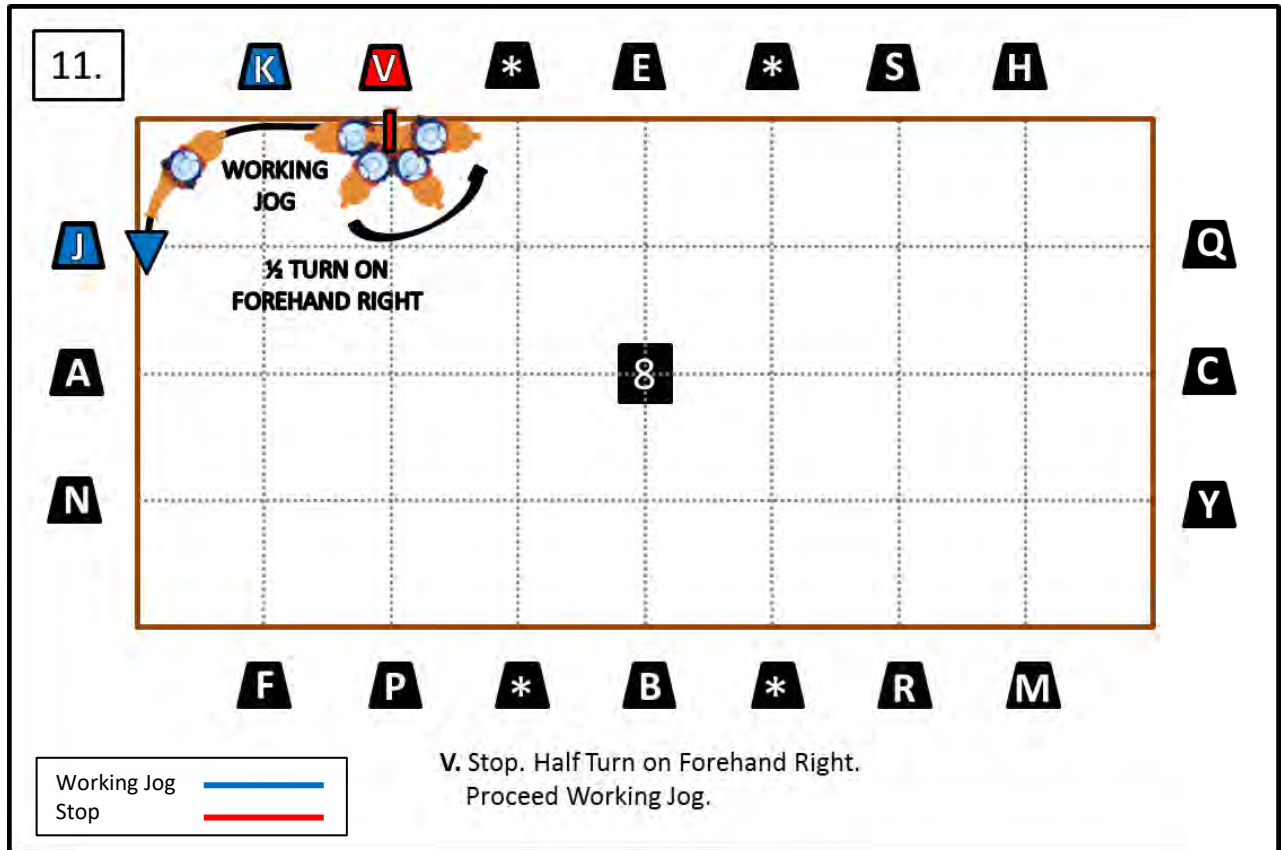 11.
K V * E * S H
WORKING
JOG
J Q
½ TURN ON
FOREHAND RIGHT
A 8 C
N Y
F P * B * R M
V. Stop. Half Turn on Forehand Right.
Proceed Working Jog.
Working Jog
Stop